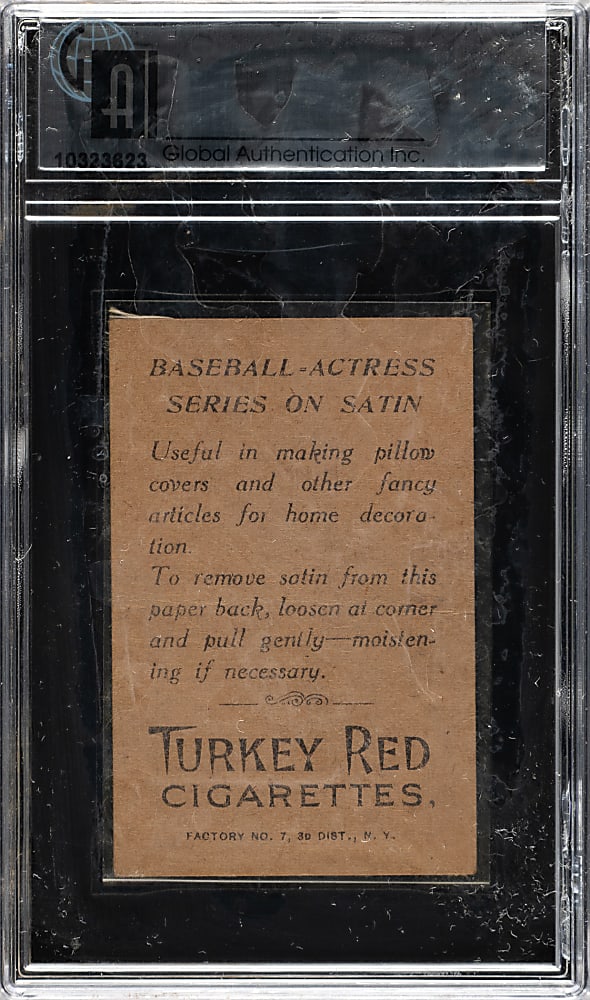 GA
10323623 Global Authentication Inc.
BASEBALL-ACTRESS
SERIES ON SATIN
Useful in making pillow
covers and other fancy
articles for home decora-
tion.
To remove satin from this
paper back, loosen at corner
and pull gently—moisten-
ing if necessary.
TURKEY RED
CIGARETTES,
FACTORY NO. 7, 3D DIST., N. Y.